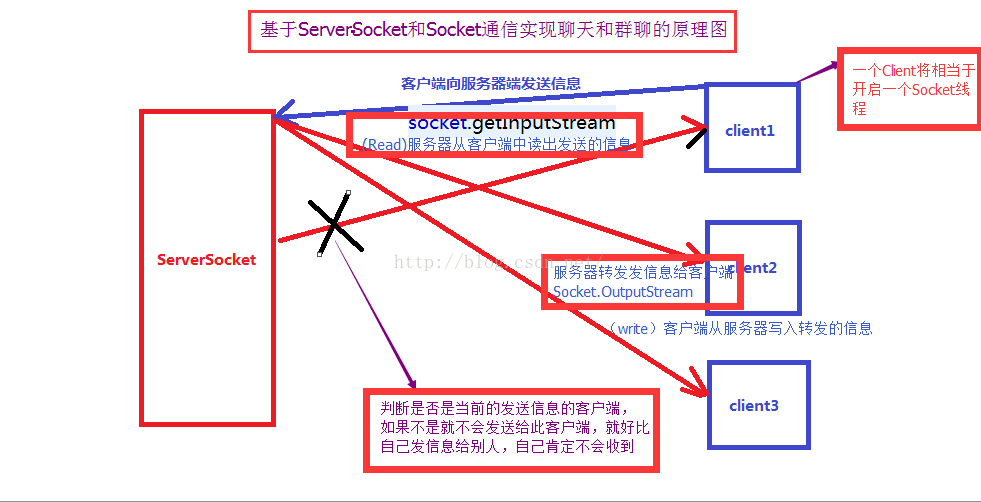 基于ServerSocket和Socket通信实现聊天和群聊的原理图
一个Client将相当于
开启一个Socket线
程
客户端向服务器端发送信息
socket.getInputStream
(Read)服务器从客户端中读出发送的信息
client1
ServerSocket
http://blog.csdn.net/
client2
服务器转发发信息给客户端
Socket.OutputStream
（write）客户端从服务器写入转发的信息
client3
判断是否是当前的发送信息的客户端，
如果不是就不会发送给此客户端，就好比
自己发信息给别人，自己肯定不会收到